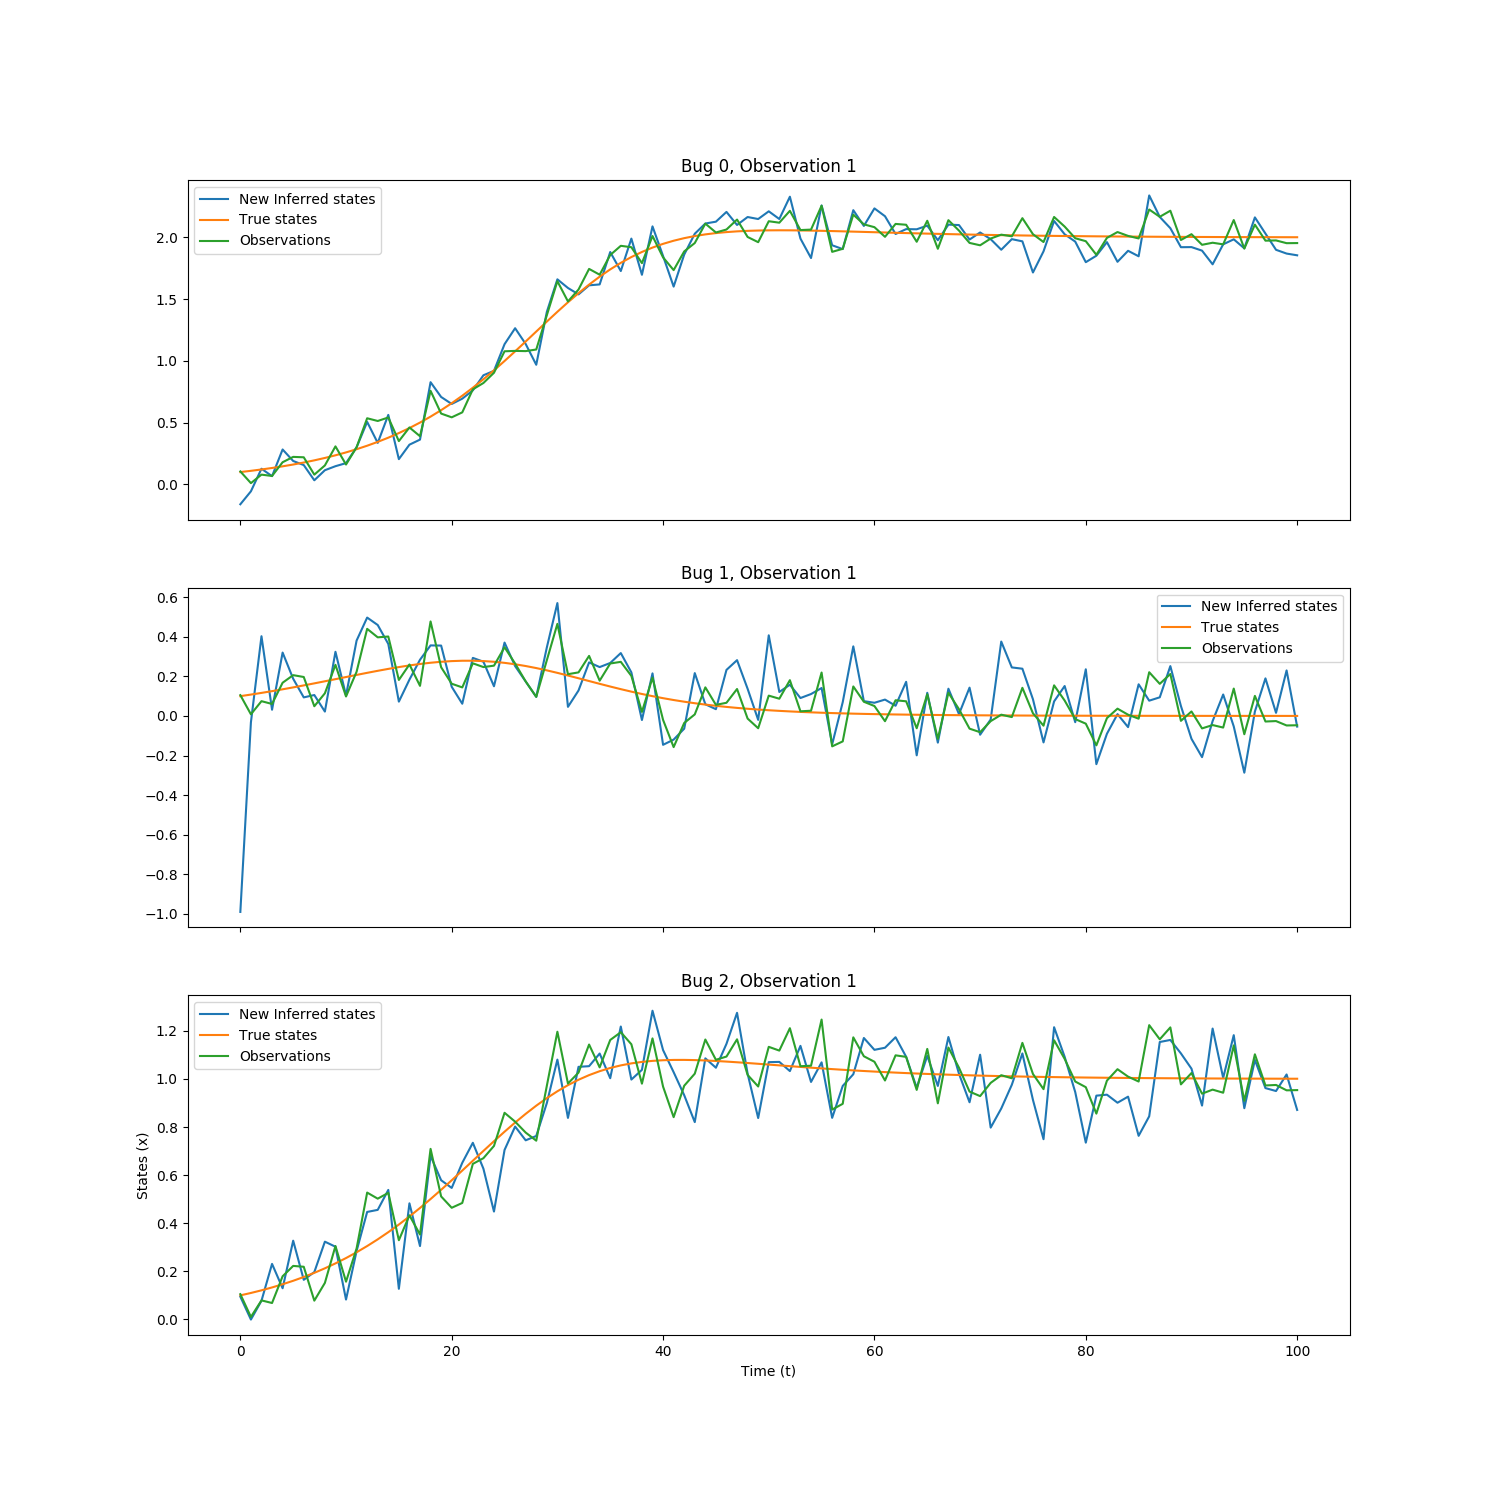 Bug 0, Observation 1
New Inferred states
True states
Observations
2.0
1.5
1.0
0.5
0.0
Bug 1, Observation 1
New Inferred states
True states
Observations
0.6
0.4
0.2
0.0
−0.2
−0.4
−0.6
−0.8
−1.0
Bug 2, Observation 1
New Inferred states
True states
Observations
1.2
1.0
0.8
0.6
0.4
0.2
0.0
States (x)
0 20 40 60 80 100
Time (t)